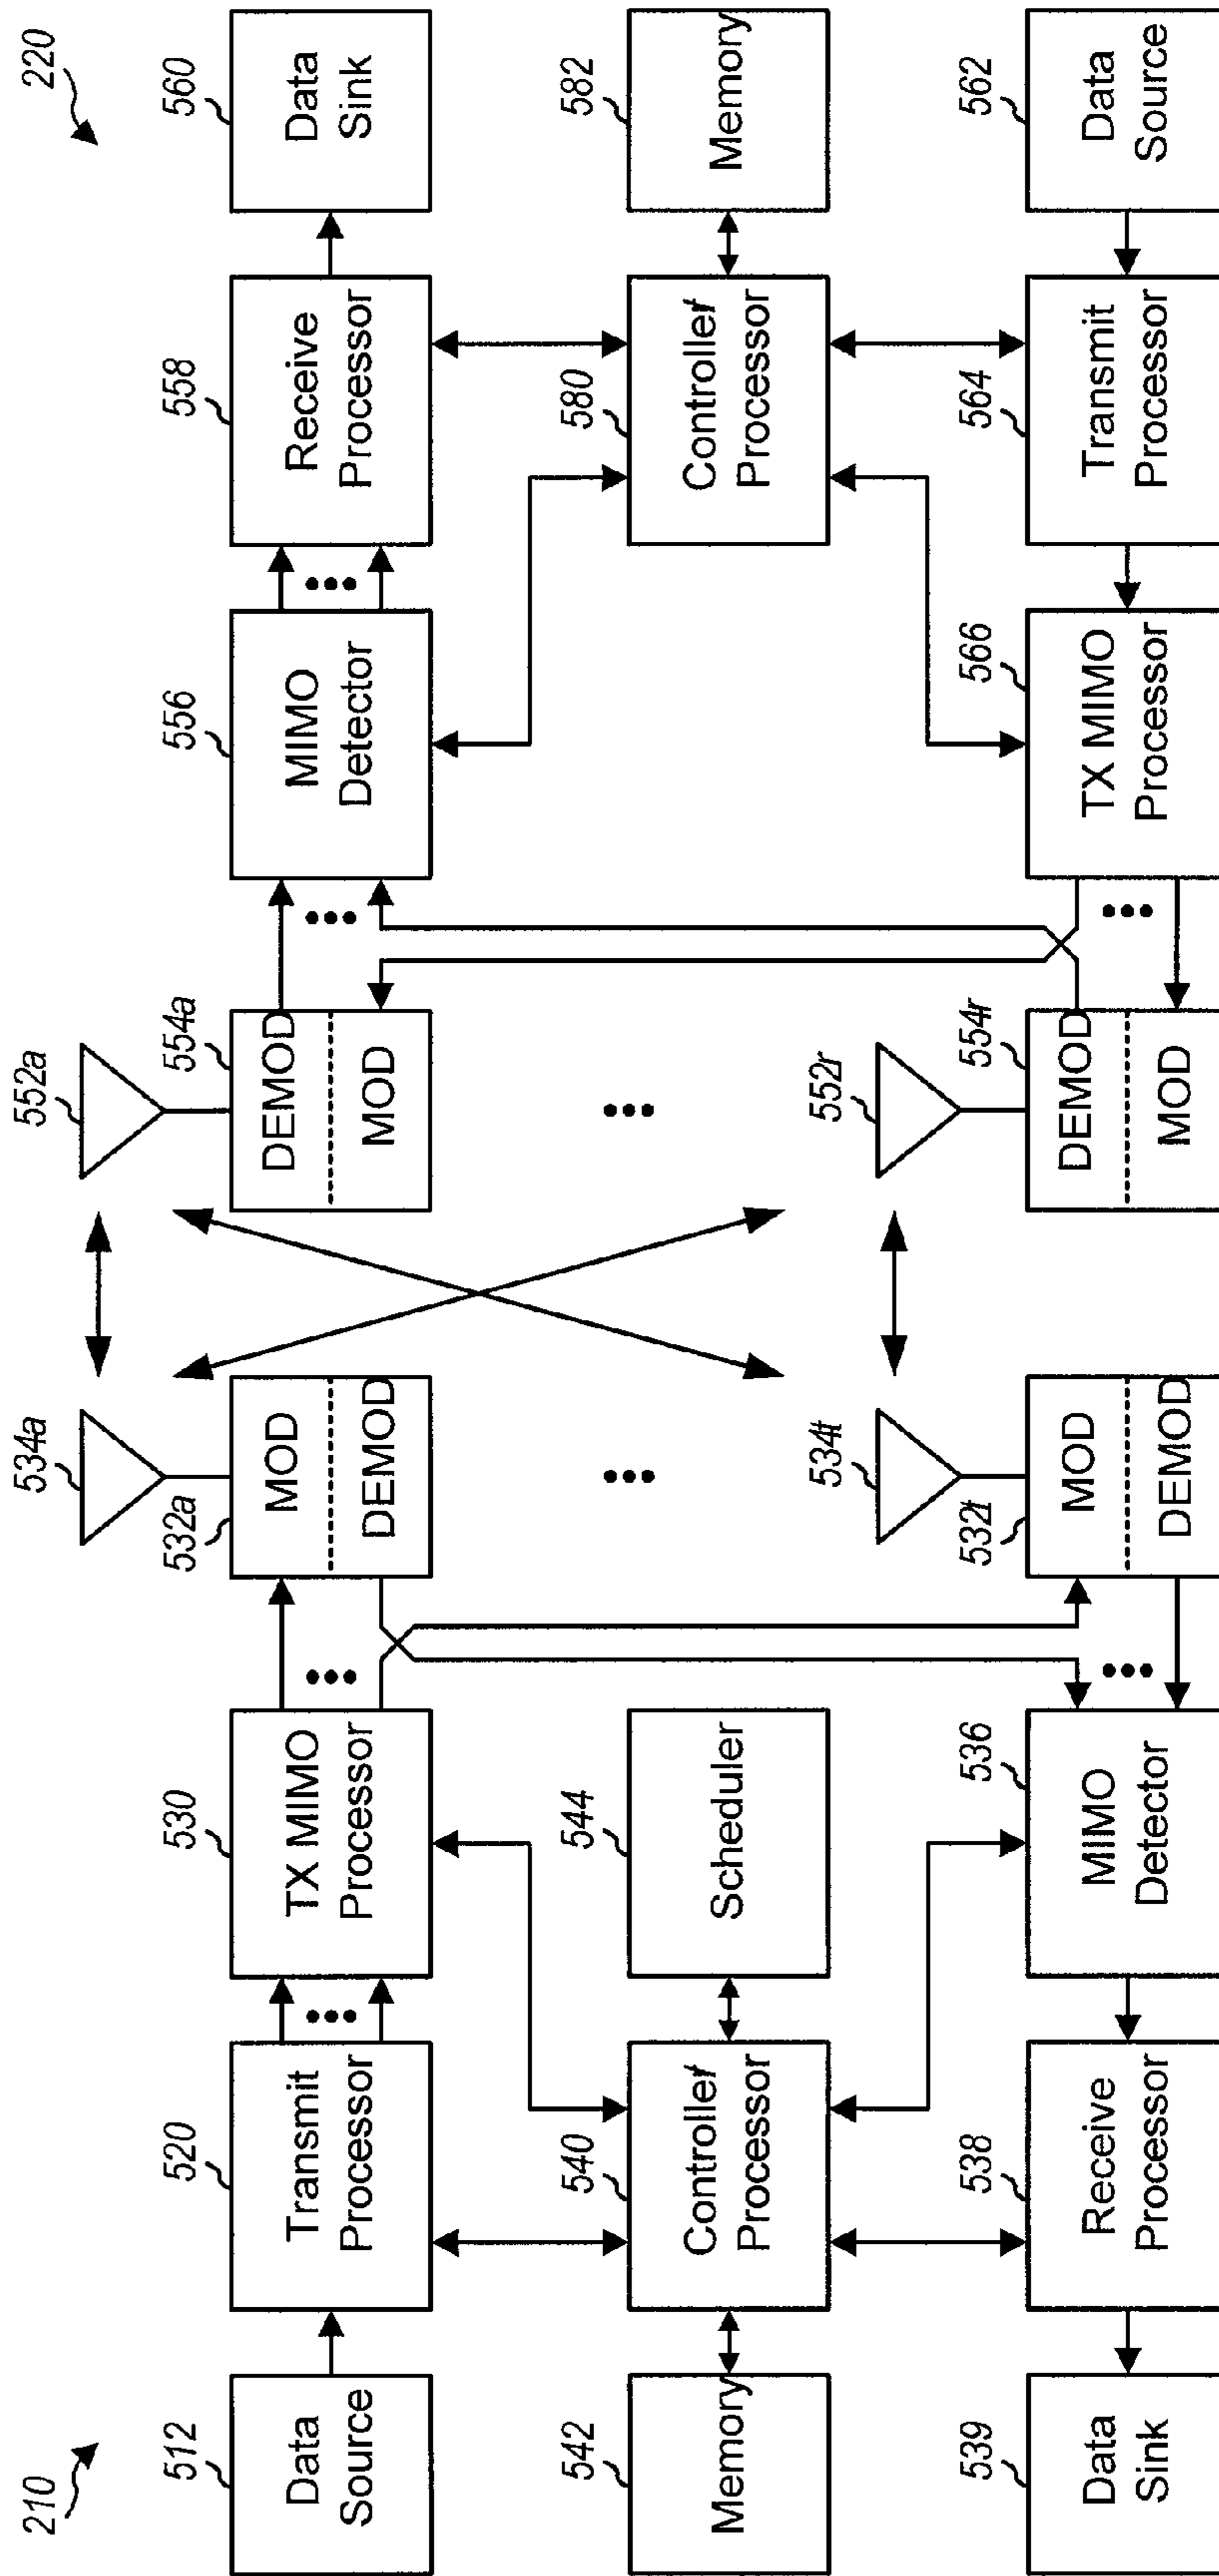 210
220
512
Data
Source
520
Transmit
Processor
530
TX MIMO
Processor
532a
MOD
DEMOD
534a
552a
554a
DEMOD
MOD
556
MIMO
Detector
558
Receive
Processor
560
Data
Sink
542
Memory
540
Controller/
Processor
544
Scheduler
580
Controller/
Processor
582
Memory
539
Data
Sink
538
Receive
Processor
536
MIMO
Detector
532t
MOD
DEMOD
534t
552r
554r
DEMOD
MOD
566
TX MIMO
Processor
564
Transmit
Processor
562
Data
Source